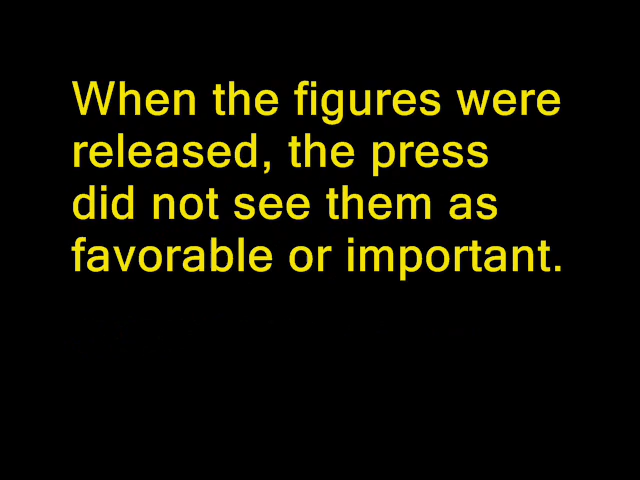 When the figures were
released, the press
did not see them as
favorable or important.